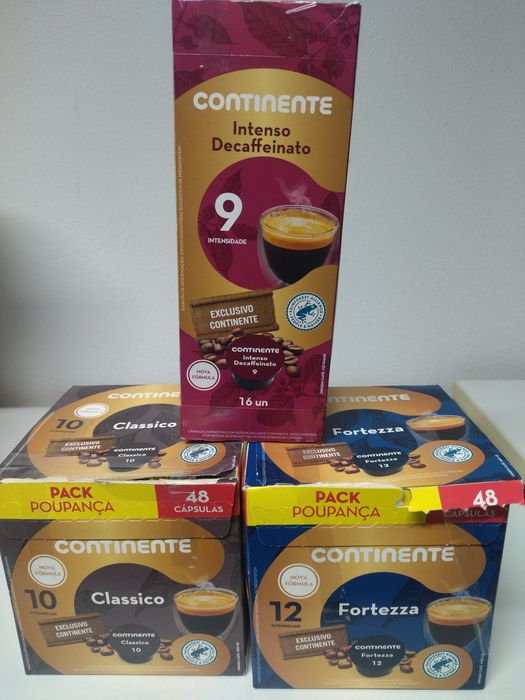 CONTINENTE
Intenso
Decaffeinato
9
INTENSIDADE
EXCLUSIVO
CONTINENTE
CONTINENTE
Intenso
Decaffeinato
9
NOVA
FÓRMULA
16 un
10
Classico
EXCLUSIVO
CONTINENTE
CONTINENTE
Classico
10
PACK
POUPANÇA
48
CÁPSULAS
CONTINENTE
NOVA
FÓRMULA
10
INTENSIDADE
Classico
EXCLUSIVO
CONTINENTE
CONTINENTE
Classico
10
Fortezza
CONTINENTE
Fortezza
12
PACK
POUPANÇA
48
CÁPSULAS
CONTINENTE
NOVA
FÓRMULA
12
INTENSIDADE
Fortezza
EXCLUSIVO
CONTINENTE
CONTINENTE
Fortezza
12